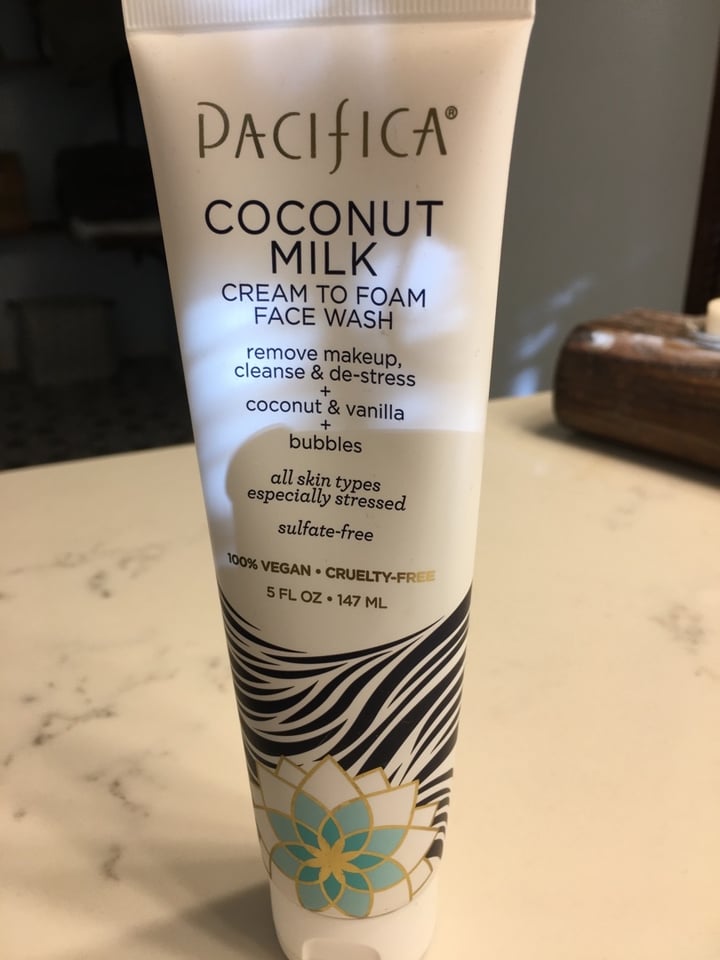 PACIFICA®
COCONUT
MILK
CREAM TO FOAM
FACE WASH
remove makeup,
cleanse & de-stress
+
coconut & vanilla
+
bubbles
all skin types
especially stressed
sulfate-free
100% VEGAN • CRUELTY-FREE
5 FL OZ • 147 ML